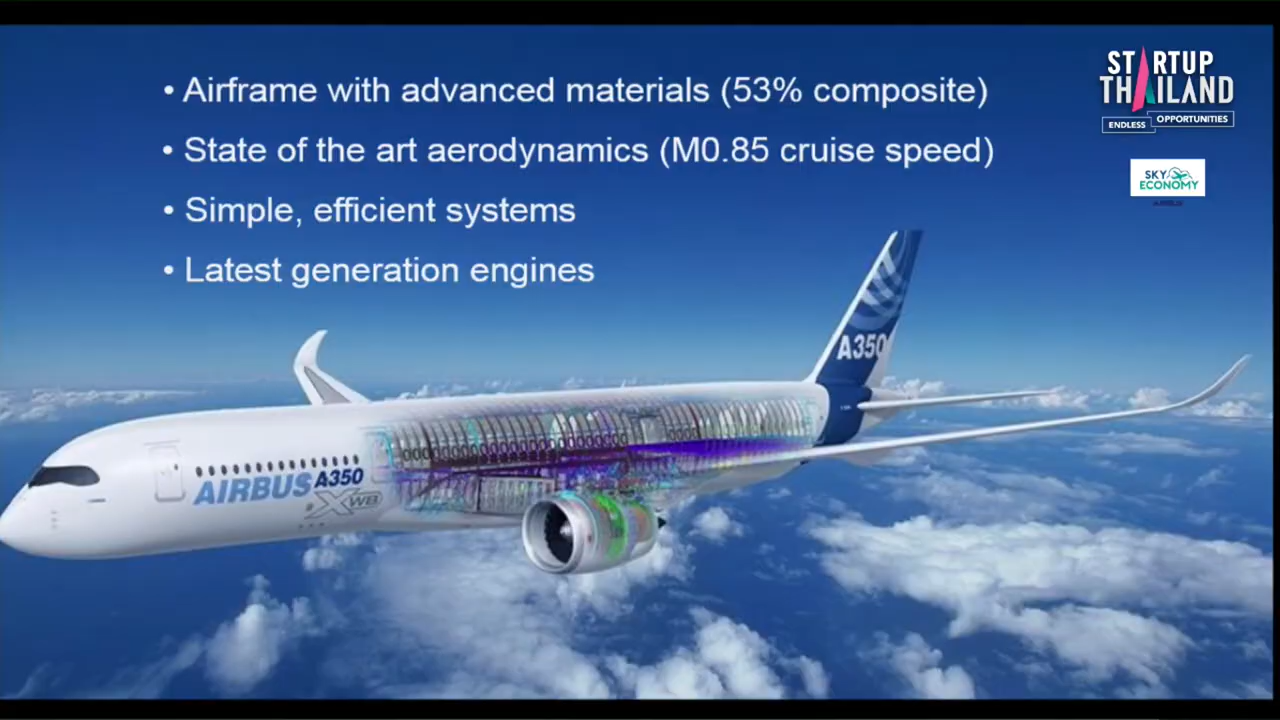 • Airframe with advanced materials (53% composite)
• State of the art aerodynamics (M0.85 cruise speed)
• Simple, efficient systems
• Latest generation engines
STARTUP
THAILAND
ENDLESS OPPORTUNITIES
SKY
ECONOMY
AIRBUS
A350
AIRBUS A350
XWB